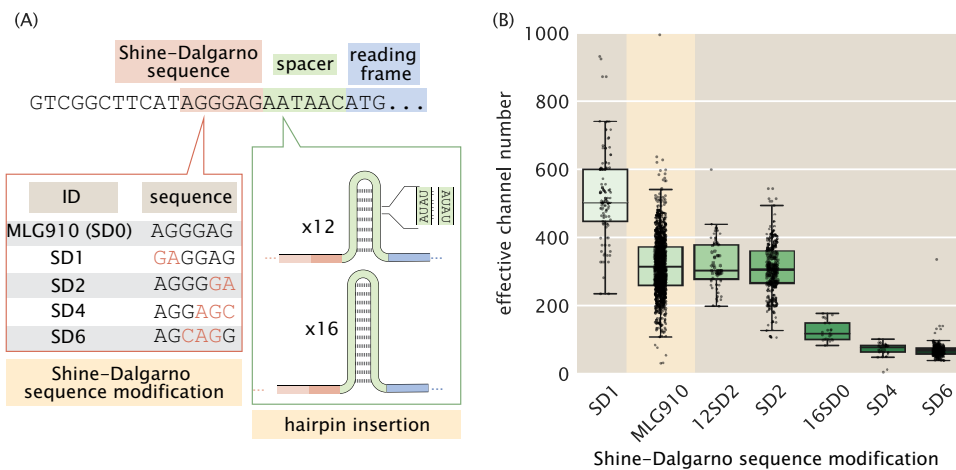 (A)
Shine-Dalgarno
sequence
spacer
reading
frame
GTCGGCTTCATAGGGAGAATAACATG...
ID
sequence
MLG910 (SD0)
AGGGAG
SD1
GAGGAG
SD2
AGGGGA
SD4
AGGAGC
SD6
AGCAGG
Shine-Dalgarno
sequence modification
x12
UAUA
AUAU
x16
hairpin insertion
(B)
effective channel number
1000
800
600
400
200
0
SD1
MLG910
12SD2
SD2
16SD0
SD4
SD6
Shine-Dalgarno sequence modification